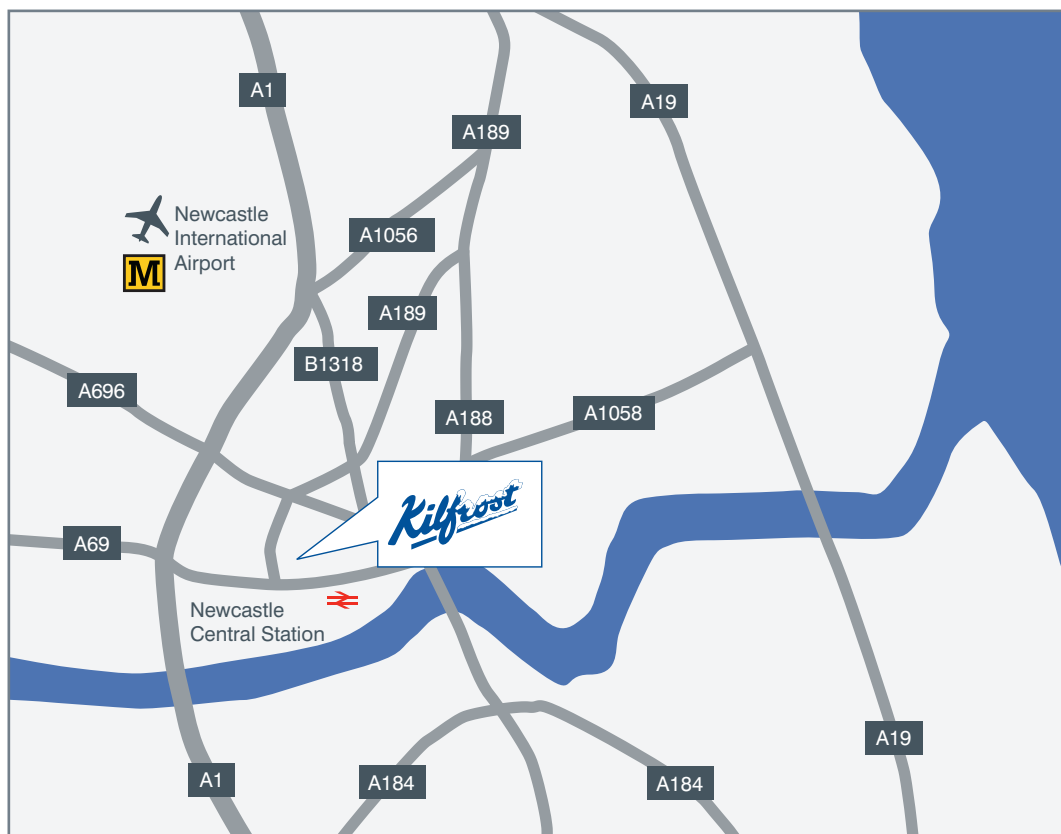 A1
A19
A189
Newcastle
International
Airport
M
A1056
A189
B1318
A696
A188
A1058
Kilfrost
A69
Newcastle
Central Station
A19
A1
A184
A184